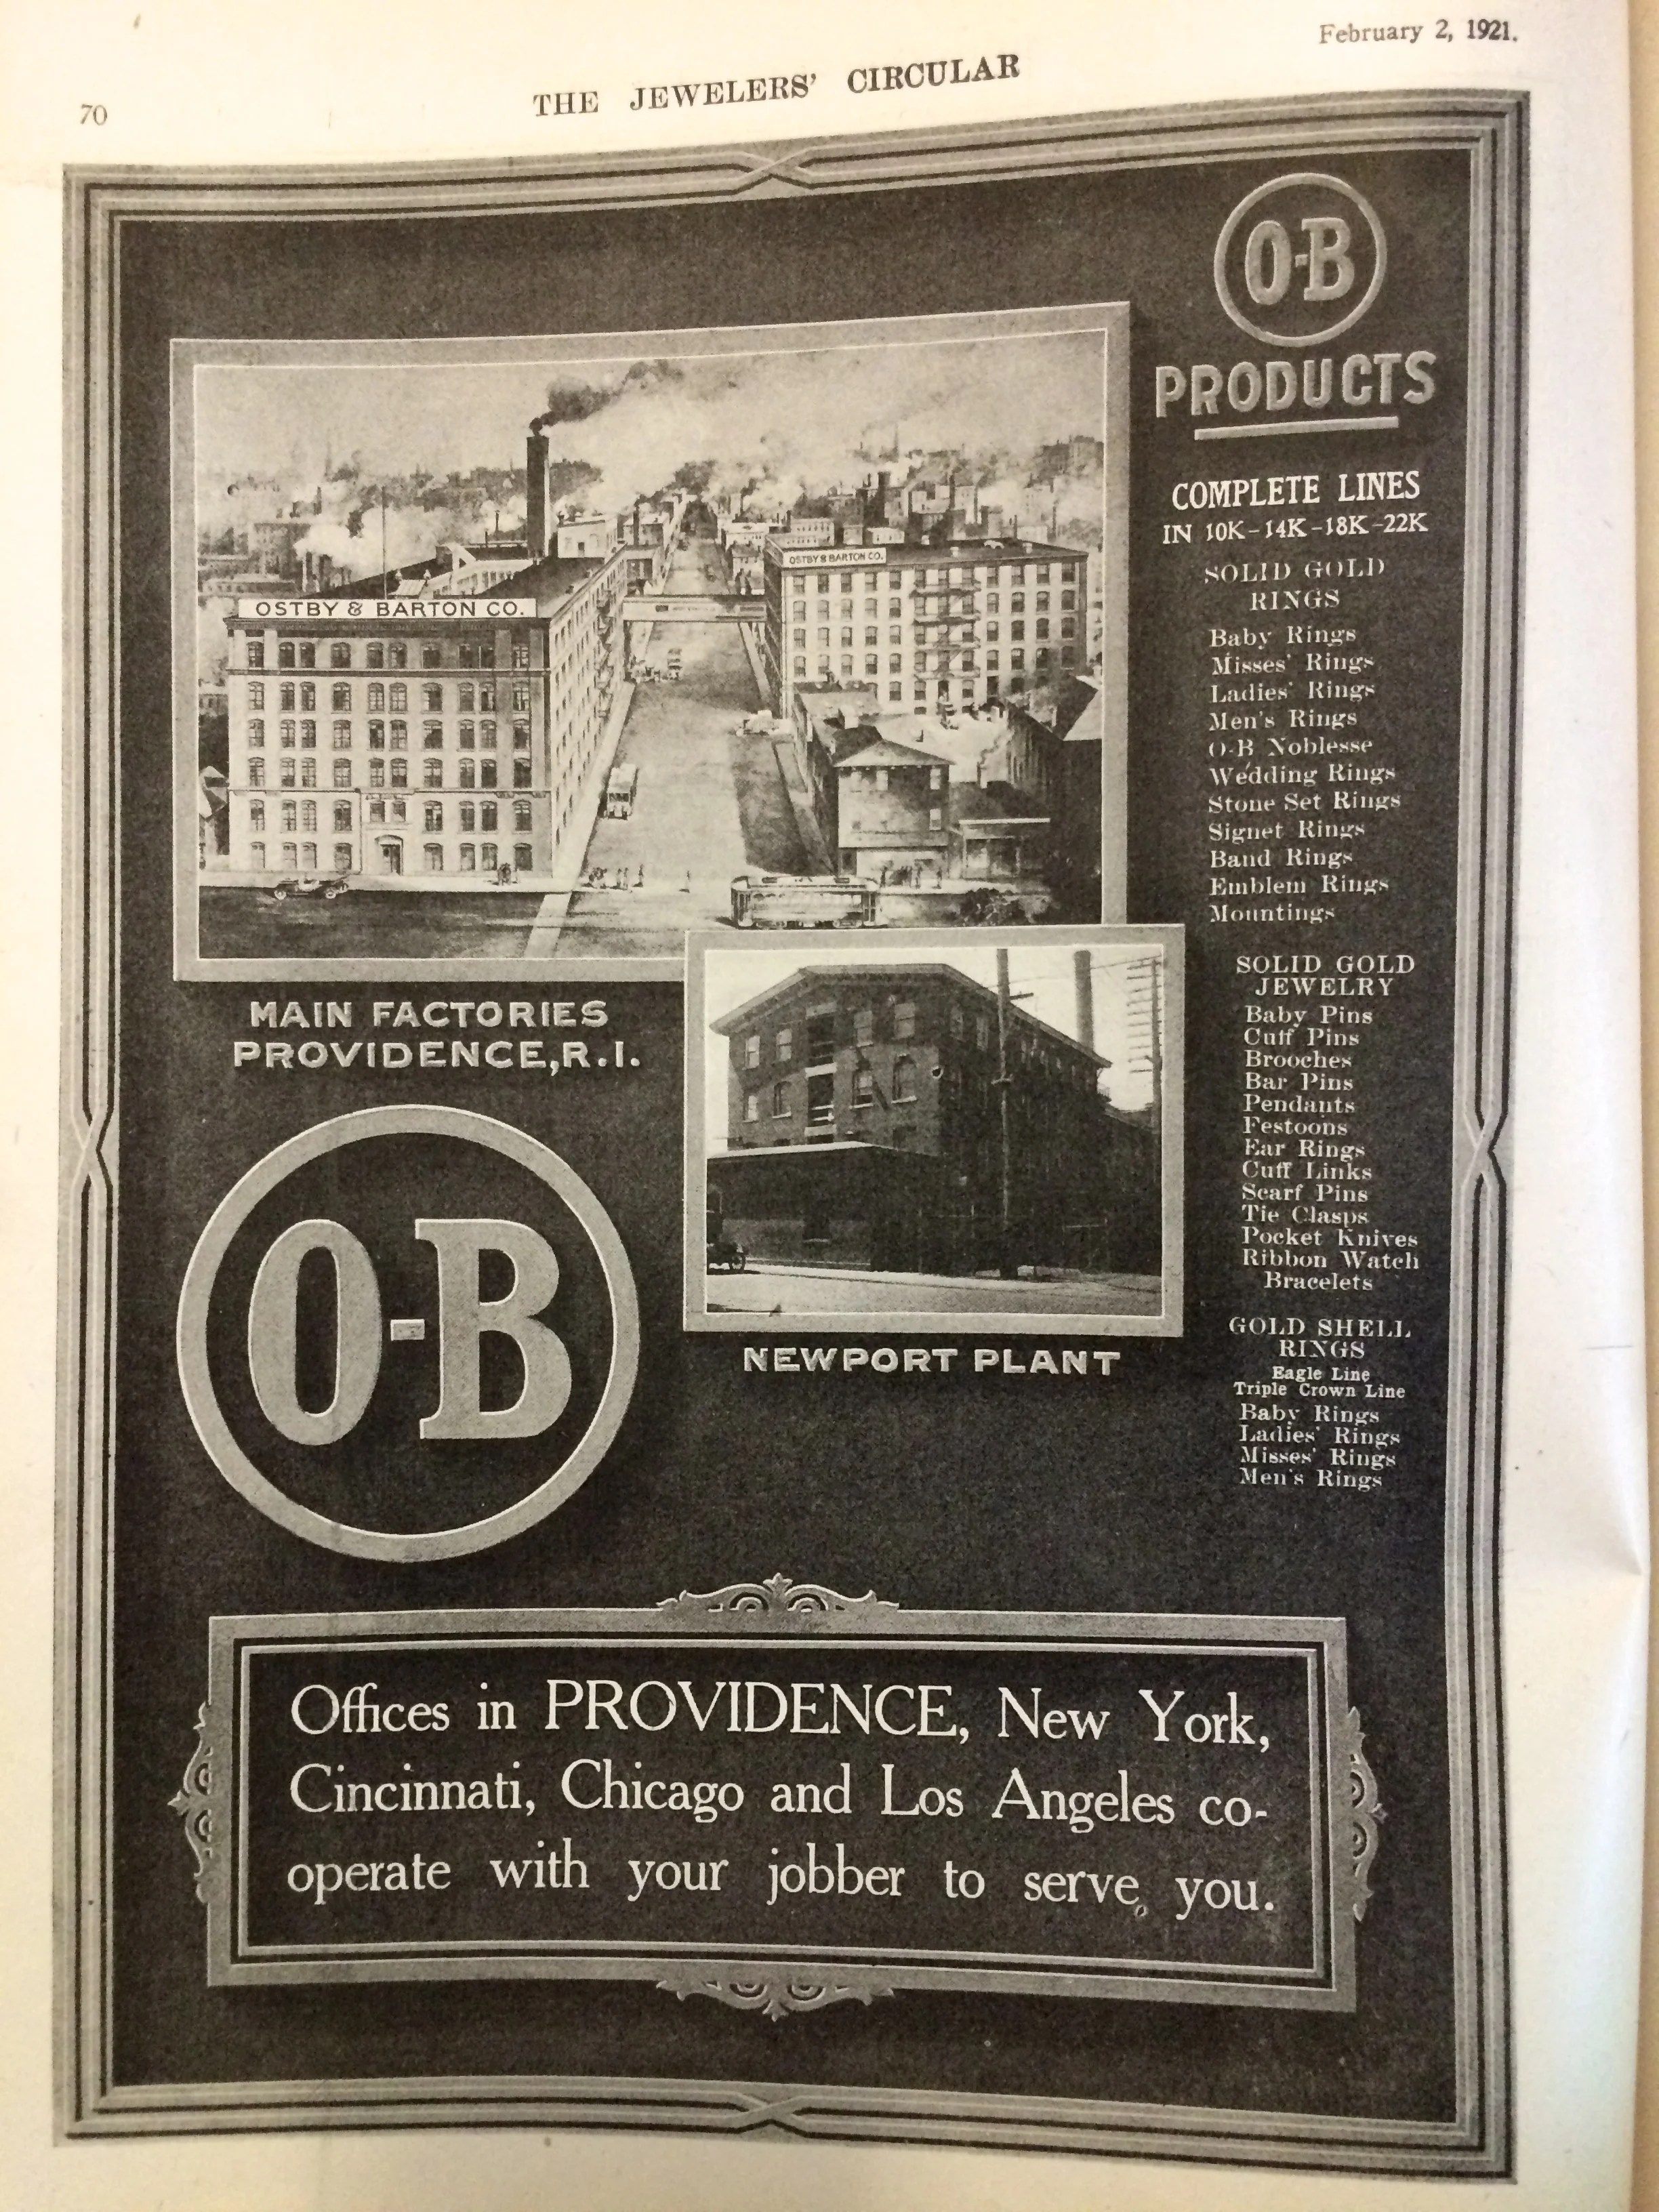 February 2, 1921.
70
THE JEWELERS' CIRCULAR
O-B
PRODUCTS
COMPLETE LINES
IN 10K-14K-18K-22K
SOLID GOLD
RINGS
Baby Rings
Misses' Rings
Ladies' Rings
Men's Rings
O-B Noblesse
Wedding Rings
Stone Set Rings
Signet Rings
Band Rings
Emblem Rings
Mountings
SOLID GOLD
JEWELRY
Baby Pins
Cuff Pins
Brooches
Bar Pins
Pendants
Festoons
Ear Rings
Cuff Links
Scarf Pins
Tie Clasps
Pocket Knives
Ribbon Watch
Bracelets
GOLD SHELL
RINGS
Eagle Line
Triple Crown Line
Baby Rings
Ladies' Rings
Misses' Rings
Men's Rings
OSTBY & BARTON CO.
OSTBY & BARTON CO.
MAIN FACTORIES
PROVIDENCE, R.I.
NEWPORT PLANT
O-B
Offices in PROVIDENCE, New York,
Cincinnati, Chicago and Los Angeles co-
operate with your jobber to serve you.